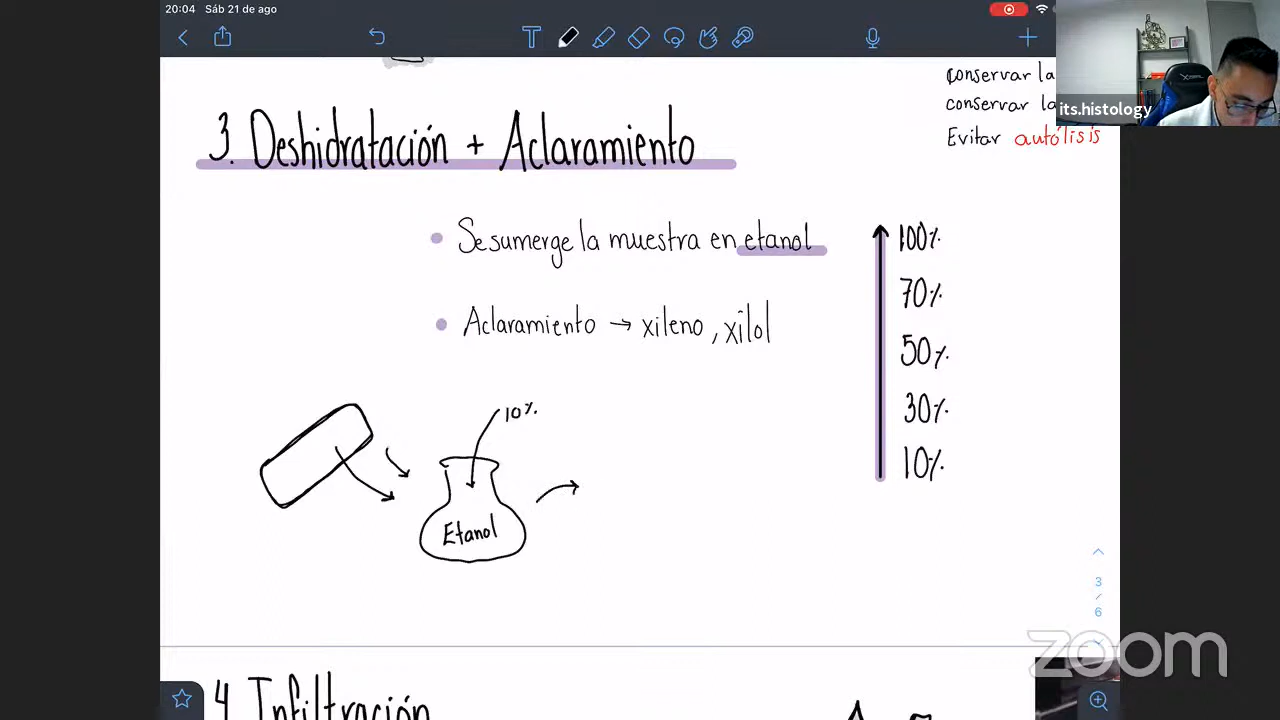 20:04 Sáb 21 de ago
conservar la
conservar la
Evitar autólisis
its.histology
3. Deshidratación + Aclaramiento
• Se sumerge la muestra en etanol
• Aclaramiento → xileno, xilol
100%
70%
50%
30%
10%
10%
Etanol
3
/
6
zoom
4. Infiltración